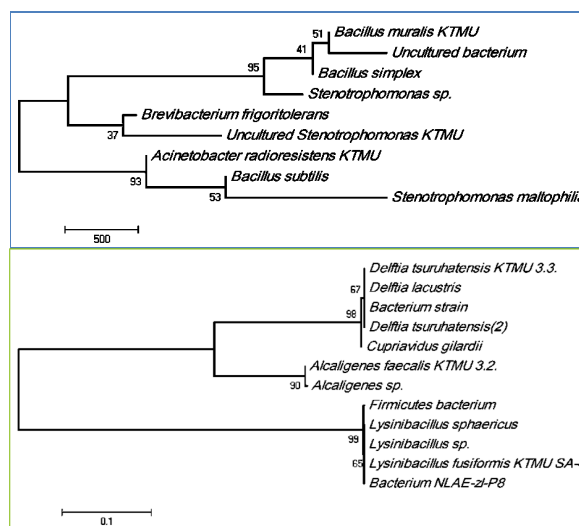 51
Bacillus muralis KTMU
41
Uncultured bacterium
95
Bacillus simplex
Stenotrophomonas sp.
Brevibacterium frigoritolerans
37
Uncultured Stenotrophomonas KTMU
Acinetobacter radioresistens KTMU
93
Bacillus subtilis
53
Stenotrophomonas maltophilia
500
Delftia tsuruhatensis KTMU 3.3.
67
Delftia lacustris
Bacterium strain
98
Delftia tsuruhatensis(2)
Cupriavidus gilardii
Alcaligenes faecalis KTMU 3.2.
90
Alcaligenes sp.
Firmicutes bacterium
Lysinibacillus sphaericus
99
Lysinibacillus sp.
65
Lysinibacillus fusiformis KTMU SA-
Bacterium NLAE-zl-P8
0.1